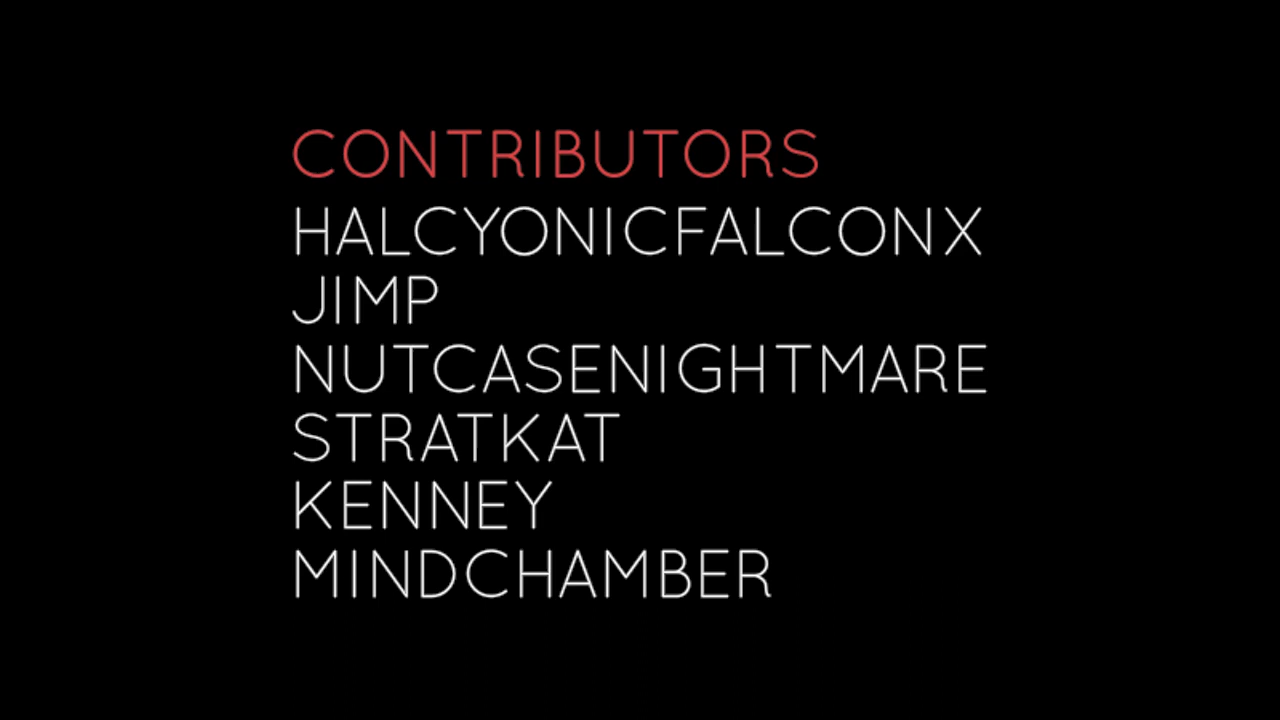 CONTRIBUTORS
HALCYONICFALCONX
JIMP
NUTCASENIGHTMARE
STRATKAT
KENNEY
MINDCHAMBER